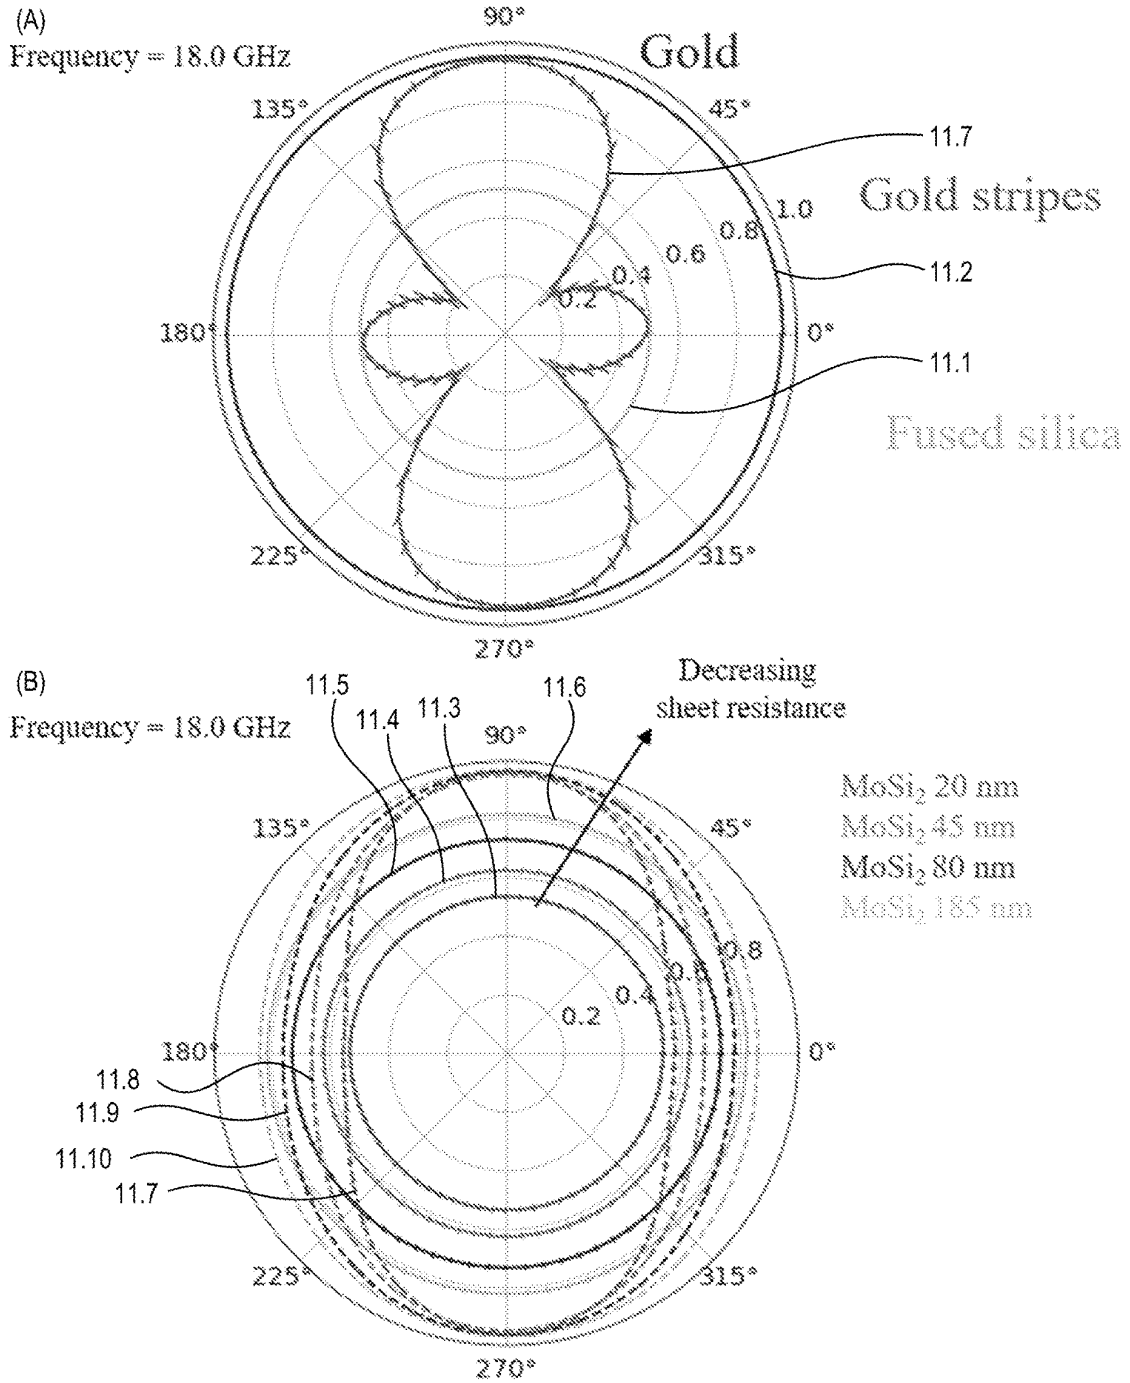 (A)
Frequency = 18.0 GHz
90°
Gold
135°
45°
11.7
Gold stripes
1.0
0.8
0.6
11.2
0.4
0.2
180°
0°
11.1
Fused silica
225°
315°
270°
(B)
Frequency = 18.0 GHz
11.5
11.4
11.3
11.6
Decreasing
sheet resistance
90°
135°
45°
MoSi2 20 nm
MoSi2 45 nm
MoSi2 80 nm
MoSi2 185 nm
0.8
0.6
0.4
0.2
180°
0°
11.8
11.9
11.10
11.7
225°
315°
270°